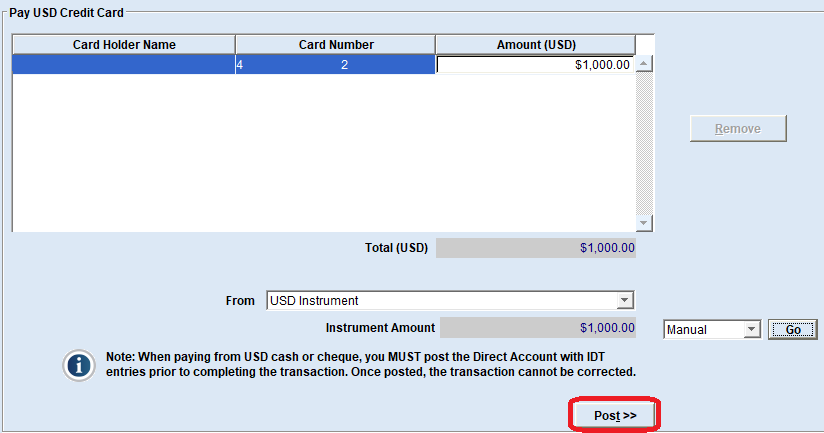 Pay USD Credit Card
Card Holder Name Card Number Amount (USD)
4 2 $1,000.00
Remove
Total (USD) $1,000.00
From USD Instrument
Instrument Amount $1,000.00 Manual Go
Note: When paying from USD cash or cheque, you MUST post the Direct Account with IDT
entries prior to completing the transaction. Once posted, the transaction cannot be corrected.
Post >>